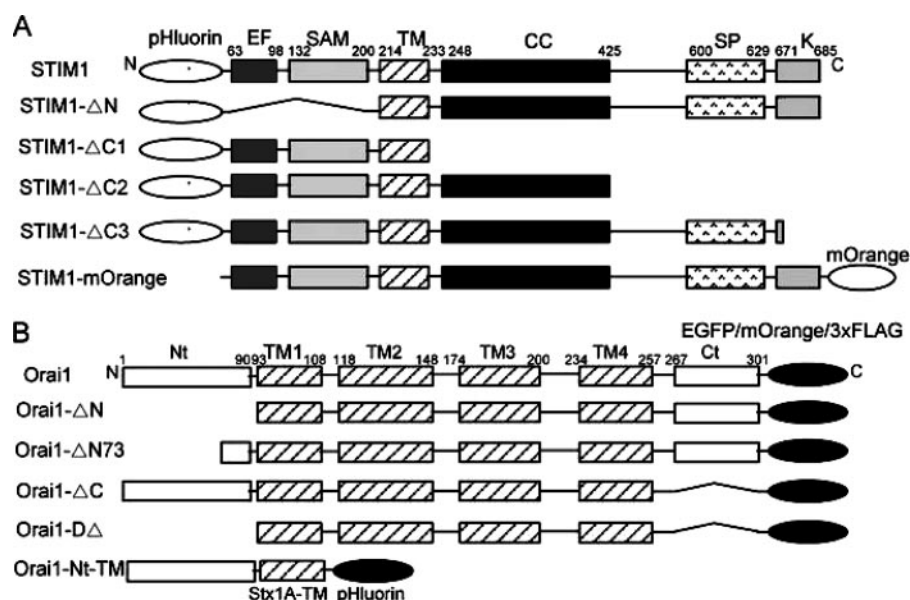 A
pHluorin EF SAM TM CC SP K
63 98 132 200 214 233 248 425 600 629 671 685
STIM1 N C
STIM1-△N
STIM1-△C1
STIM1-△C2
STIM1-△C3
mOrange
STIM1-mOrange
B
EGFP/mOrange/3xFLAG
Nt TM1 TM2 TM3 TM4 Ct
1 90 93 108 118 148 174 200 234 257 267 301
Orai1 N C
Orai1-△N
Orai1-△N73
Orai1-△C
Orai1-D△
Orai1-Nt-TM
Stx1A-TM pHluorin